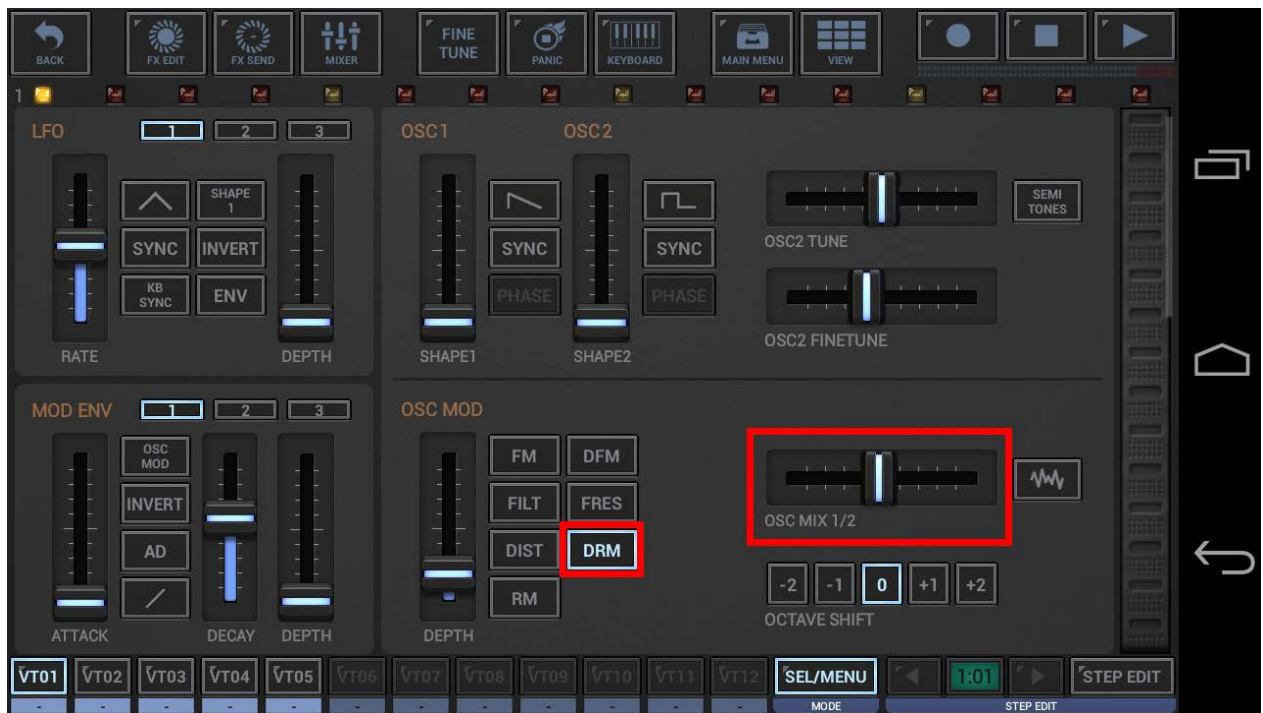 BACK
FX EDIT
FX SEND
MIXER
FINE
TUNE
PANIC
KEYBOARD
MAIN MENU
VIEW
1
LFO
1 2 3
SHAPE
1
SYNC
INVERT
KB
SYNC
ENV
RATE
DEPTH
OSC1
OSC2
SYNC
SYNC
PHASE
PHASE
SHAPE1
SHAPE2
OSC2 TUNE
SEMI
TONES
OSC2 FINETUNE
MOD ENV
1 2 3
OSC
MOD
INVERT
AD
ATTACK
DECAY
DEPTH
OSC MOD
FM
DFM
FILT
FRES
DIST
DRM
RM
DEPTH
OSC MIX 1/2
-2 -1 0 +1 +2
OCTAVE SHIFT
VT01 VT02 VT03 VT04 VT05 VT06 VT07 VT08 VT09 VT10 VT11 VT12 SEL/MENU 1:01 STEP EDIT
- - - - - - - - - - - - MODE STEP EDIT